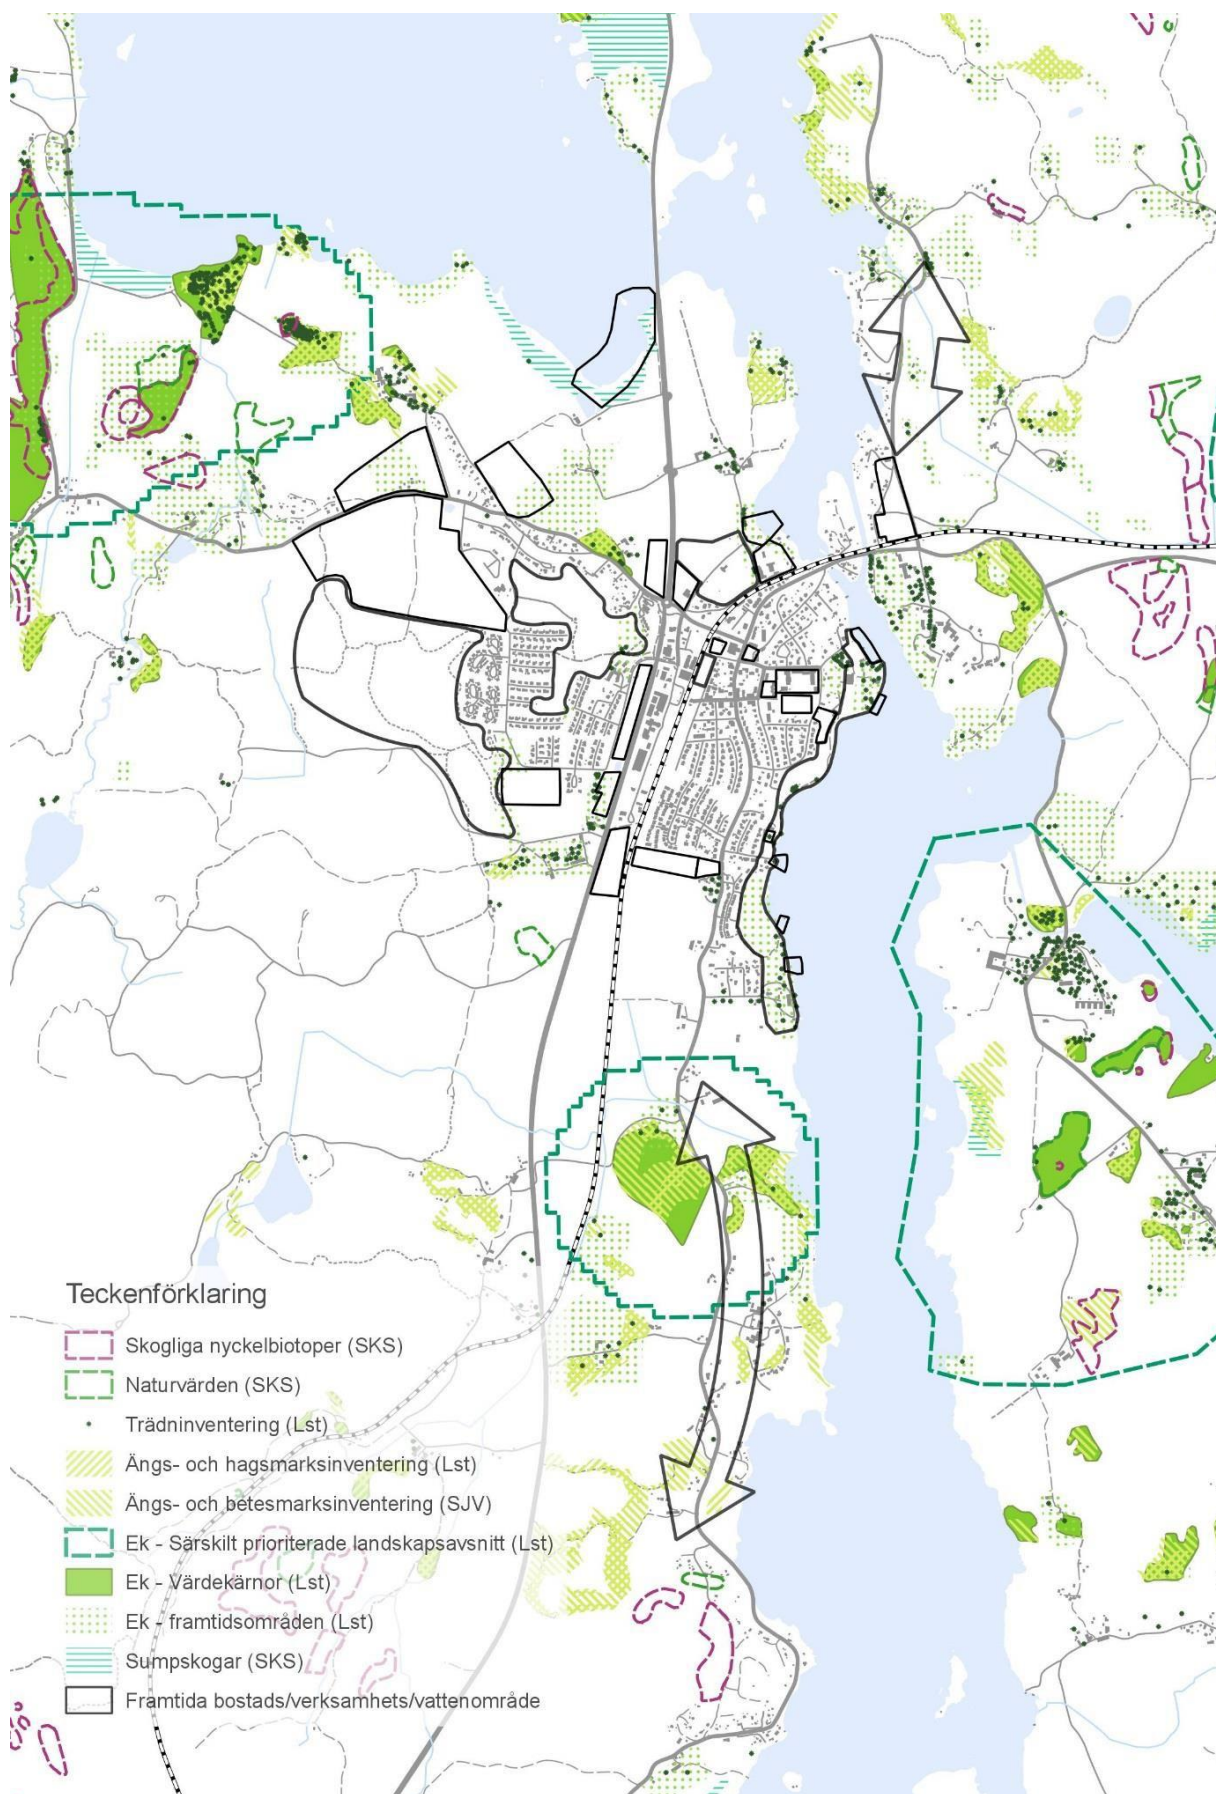 Teckenförklaring
Skogliga nyckelbiotoper (SKS)
Naturvärden (SKS)
Trädninventering (Lst)
Ängs- och hagsmarksinventering (Lst)
Ängs- och betesmarksinventering (SJV)
Ek - Särskilt prioriterade landskapsavsnitt (Lst)
Ek - Värdekärnor (Lst)
Ek - framtidsområden (Lst)
Sumpskogar (SKS)
Framtida bostads/verksamhets/vattenområde